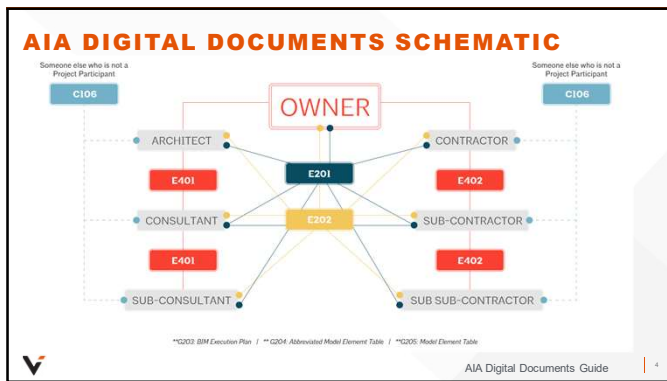 AIA DIGITAL DOCUMENTS SCHEMATIC
Someone else who is not a
Project Participant
C106
Someone else who is not a
Project Participant
C106
OWNER
ARCHITECT
CONTRACTOR
E201
E401
E402
E202
CONSULTANT
SUB-CONTRACTOR
E401
E402
SUB-CONSULTANT
SUB SUB-CONTRACTOR
**G203: BIM Execution Plan | ** G204: Abbreviated Model Elememt Table | **G205: Model Element Table
AIA Digital Documents Guide
4